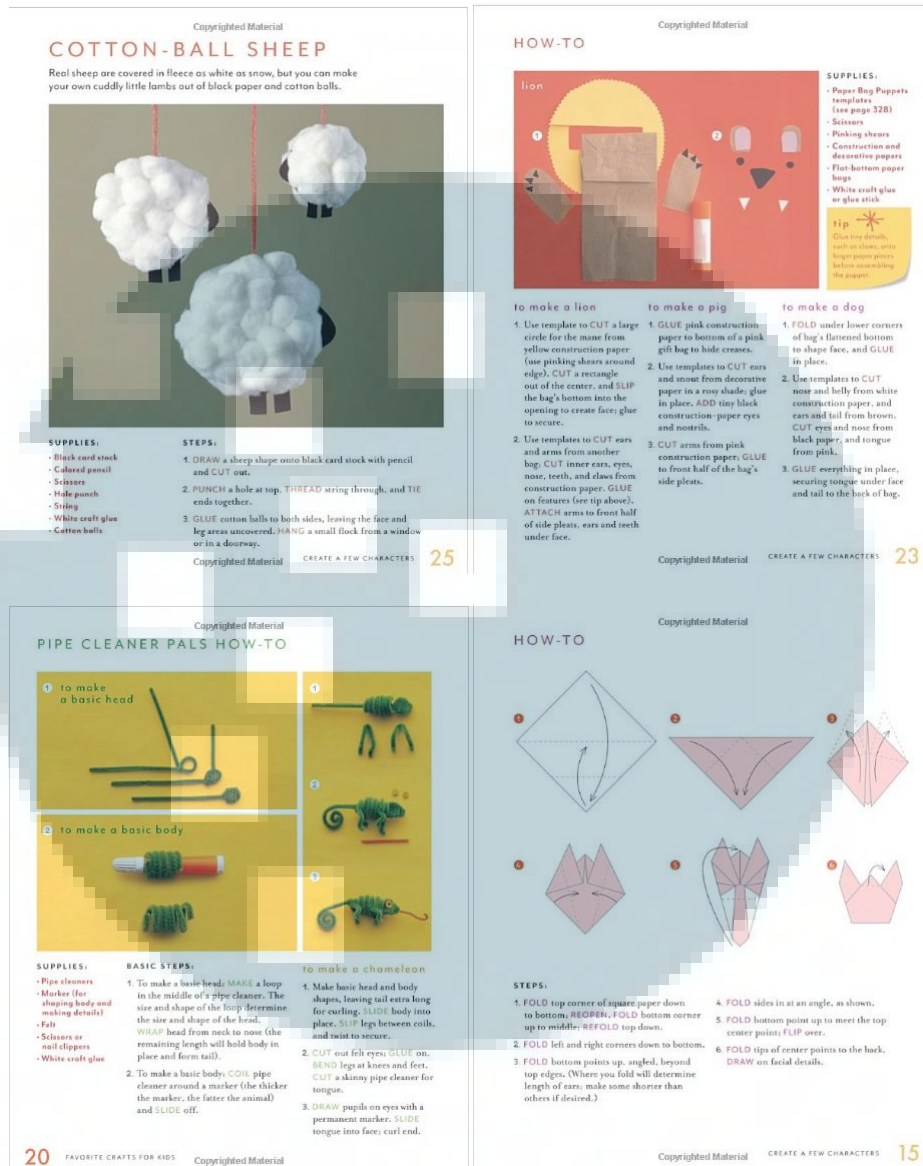 Copyrighted Material
COTTON-BALL SHEEP
Real sheep are covered in fleece as white as snow, but you can make
your own cuddly little lambs out of black paper and cotton balls.
SUPPLIES:
• Black card stock
• Colored pencil
• Scissors
• Hole punch
• String
• White craft glue
• Cotton balls
STEPS:
1. DRAW a sheep shape onto black card stock with pencil
and CUT out.
2. PUNCH a hole at top, THREAD string through, and TIE
ends together.
3. GLUE cotton balls to both sides, leaving the face and
leg areas uncovered. HANG a small flock from a window
or in a doorway.
Copyrighted Material
CREATE A FEW CHARACTERS 25
Copyrighted Material
HOW-TO
lion
1
2
SUPPLIES:
• Paper Bag Puppets
templates
(see page 328)
• Scissors
• Pinking shears
• Construction and
decorative papers
• Flat-bottom paper
bags
• White craft glue
or glue stick
tip
Glue tiny details,
such as claws, onto
larger paper pieces
before assembling
the puppet.
to make a lion
1. Use template to CUT a large
circle for the mane from
yellow construction paper
(use pinking shears around
edge). CUT a rectangle
out of the center, and SLIP
the bag's bottom into the
opening to create face; glue
to secure.
2. Use templates to CUT ears
and arms from another
bag; CUT inner ears, eyes,
nose, teeth, and claws from
construction paper. GLUE
on features (see tip above).
ATTACH arms to front half
of side pleats, ears and teeth
under face.
to make a pig
1. GLUE pink construction
paper to bottom of a pink
gift bag to hide creases.
2. Use templates to CUT ears
and snout from decorative
paper in a rosy shade; glue
in place. ADD tiny black
construction-paper eyes
and nostrils.
3. CUT arms from pink
construction paper; GLUE
to front half of the bag's
side pleats.
to make a dog
1. FOLD under lower corners
of bag's flattened bottom
to shape face, and GLUE
in place.
2. Use templates to CUT
nose and belly from white
construction paper, and
ears and tail from brown.
CUT eyes and nose from
black paper, and tongue
from pink.
3. GLUE everything in place,
securing tongue under face
and tail to the back of bag.
Copyrighted Material
CREATE A FEW CHARACTERS 23
Copyrighted Material
PIPE CLEANER PALS HOW-TO
1 to make
a basic head
2 to make a basic body
1
2
3
SUPPLIES:
• Pipe cleaners
• Marker (for
shaping body and
making details)
• Felt
• Scissors or
nail clippers
• White craft glue
BASIC STEPS:
1. To make a basic head: MAKE a loop
in the middle of a pipe cleaner. The
size and shape of the loop determine
the size and shape of the head.
WRAP head from neck to nose (the
remaining length will hold body in
place and form tail).
2. To make a basic body: COIL pipe
cleaner around a marker (the thicker
the marker, the fatter the animal)
and SLIDE off.
to make a chameleon
1. Make basic head and body
shapes, leaving tail extra long
for curling. SLIDE body into
place. SLIP legs between coils,
and twist to secure.
2. CUT out felt eyes; GLUE on.
BEND legs at knees and feet.
CUT a skinny pipe cleaner for
tongue.
3. DRAW pupils on eyes with a
permanent marker. SLIDE
tongue into face; curl end.
20 FAVORITE CRAFTS FOR KIDS
Copyrighted Material
Copyrighted Material
HOW-TO
1
2
3
4
5
6
STEPS:
1. FOLD top corner of square paper down
to bottom; REOPEN. FOLD bottom corner
up to middle; REFOLD top down.
2. FOLD left and right corners down to bottom.
3. FOLD bottom points up, angled, beyond
top edges. (Where you fold will determine
length of ears; make some shorter than
others if desired.)
4. FOLD sides in at an angle, as shown.
5. FOLD bottom point up to meet the top
center point; FLIP over.
6. FOLD tips of center points to the back.
DRAW on facial details.
Copyrighted Material
CREATE A FEW CHARACTERS 15